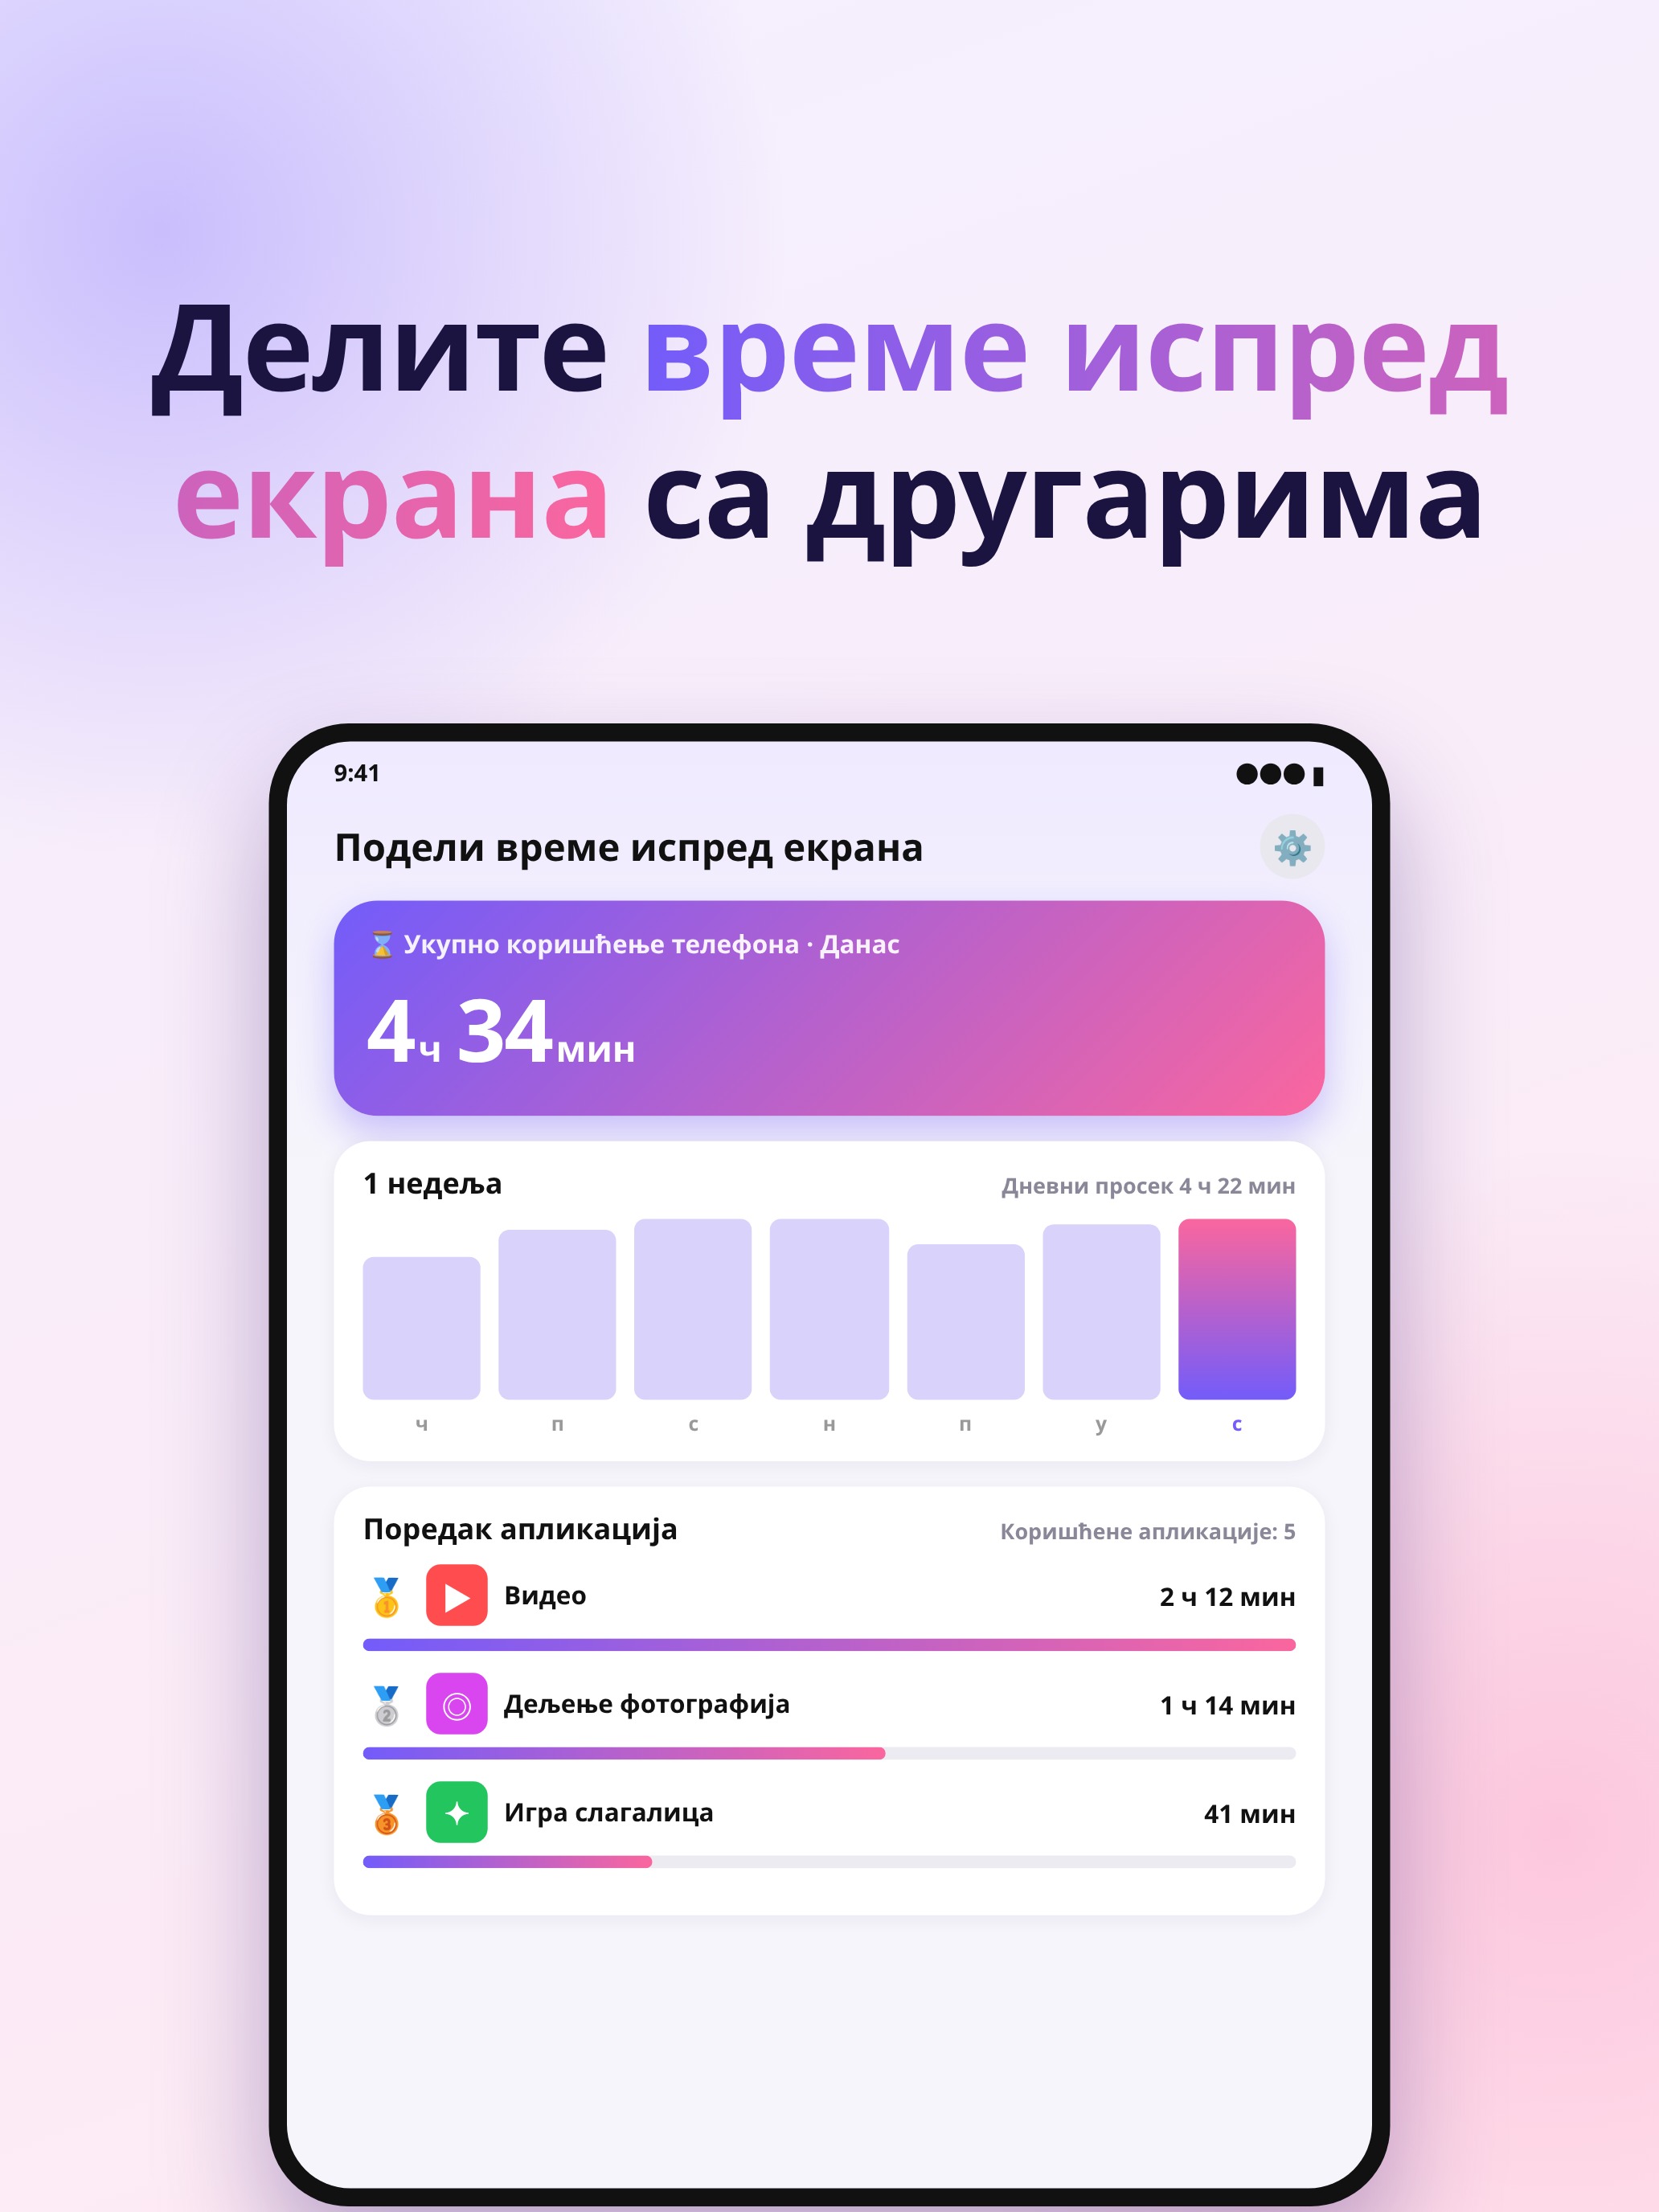 Делите време испред
екрана са другарима
9:41
Подели време испред екрана
Укупно коришћење телефона · Данас
4ч 34мин
1 недеља
Дневни просек 4 ч 22 мин
ч п с н п у с
Поредак апликација
Коришћене апликације: 5
Видео
2 ч 12 мин
Дељење фотографија
1 ч 14 мин
Игра слагалица
41 мин